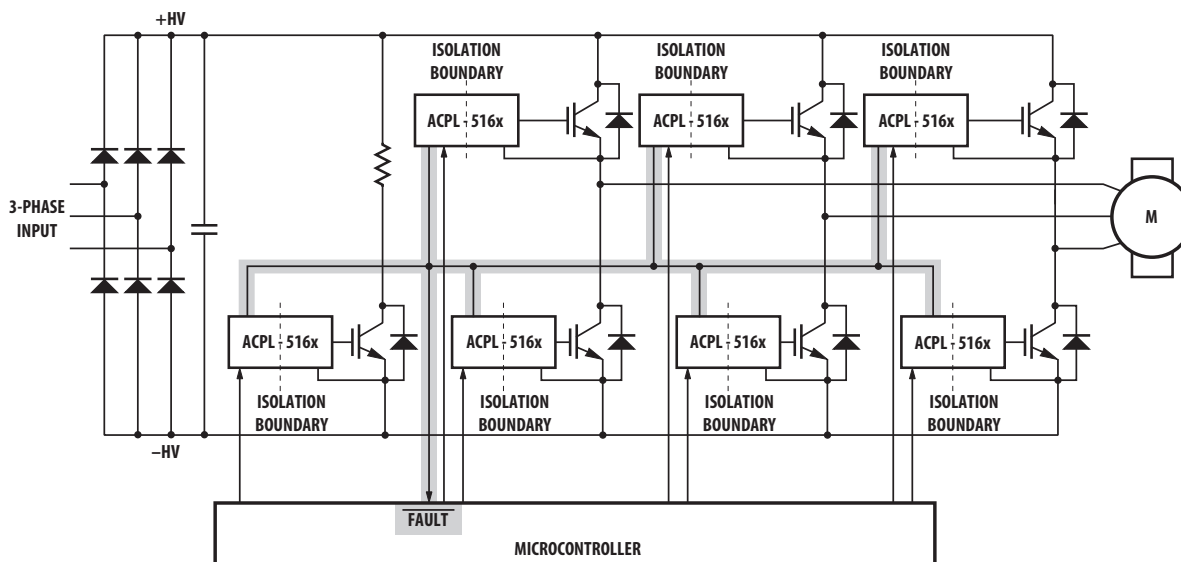 +HV
ISOLATION
BOUNDARY
ISOLATION
BOUNDARY
ISOLATION
BOUNDARY
ACPL - 516x
ACPL - 516x
ACPL - 516x
3-PHASE
INPUT
M
ACPL - 516x
ACPL - 516x
ACPL - 516x
ACPL - 516x
ISOLATION
BOUNDARY
ISOLATION
BOUNDARY
ISOLATION
BOUNDARY
ISOLATION
BOUNDARY
–HV
FAULT
MICROCONTROLLER